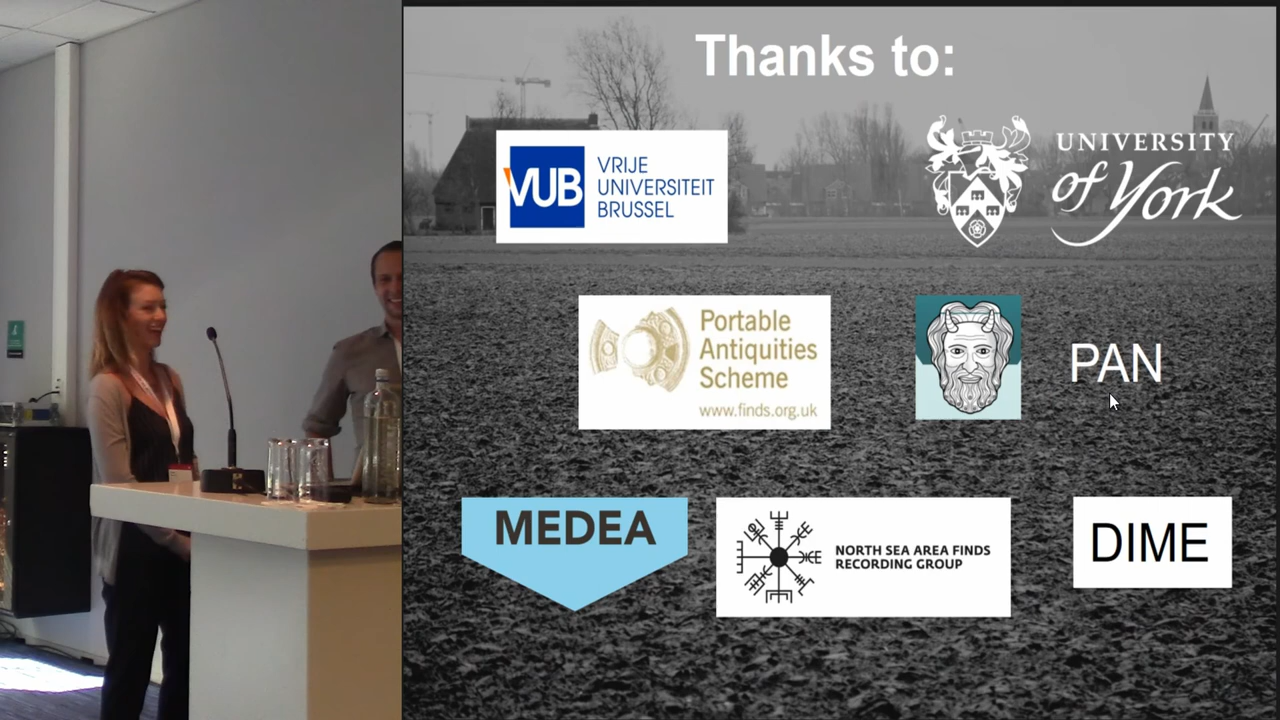 Thanks to:
VUB
VRIJE
UNIVERSITEIT
BRUSSEL
UNIVERSITY
of York
Portable
Antiquities
Scheme
www.finds.org.uk
PAN
MEDEA
NORTH SEA AREA FINDS
RECORDING GROUP
DIME